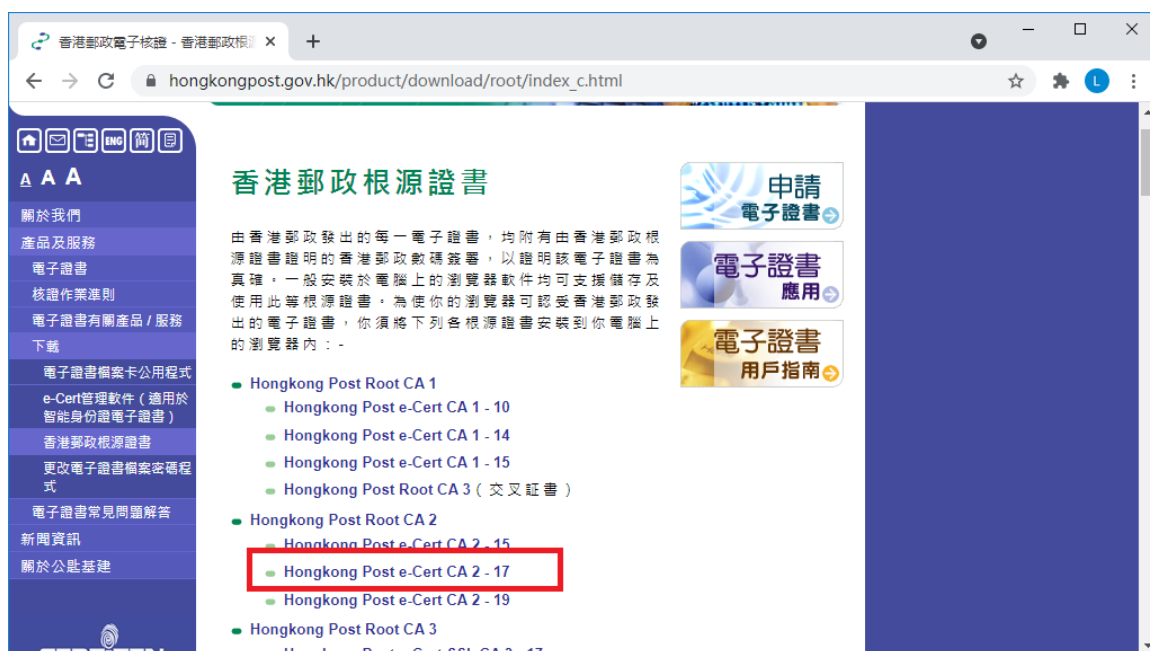 香港郵政電子核證 - 香港郵政根
hongkongpost.gov.hk/product/download/root/index_c.html
L
ENG 簡
A A A
關於我們
產品及服務
電子證書
核證作業準則
電子證書有關產品 / 服務
下載
電子證書檔案卡公用程式
e-Cert管理軟件 ( 適用於
智能身份證電子證書 )
香港郵政根源證書
更改電子證書檔案密碼程
式
電子證書常見問題解答
新聞資訊
關於公匙基建
香港郵政根源證書
由香港郵政發出的每一電子證書，均附有由香港郵政根
源證書證明的香港郵政數碼簽署，以證明該電子證書為
真確。一般安裝於電腦上的瀏覽器軟件均可支援儲存及
使用此等根源證書。為使你的瀏覽器可認受香港郵政發
出的電子證書，你須將下列各根源證書安裝到你電腦上
的瀏覽器內：-
Hongkong Post Root CA 1
Hongkong Post e-Cert CA 1 - 10
Hongkong Post e-Cert CA 1 - 14
Hongkong Post e-Cert CA 1 - 15
Hongkong Post Root CA 3 ( 交叉証書 )
Hongkong Post Root CA 2
Hongkong Post e-Cert CA 2 - 15
Hongkong Post e-Cert CA 2 - 17
Hongkong Post e-Cert CA 2 - 19
Hongkong Post Root CA 3
申請
電子證書
電子證書
應用
電子證書
用戶指南